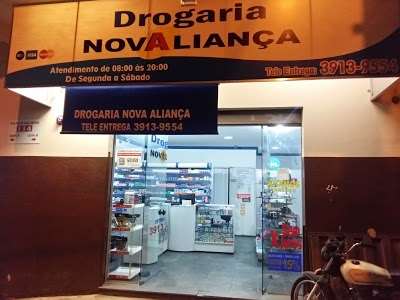 Drogaria
NOVALIANÇA
Atendimento de 08:00 às 20:00
De Segunda a Sábado
Tele Entrega: 3913-9554
DROGARIA NOVA ALIANÇA
TELE ENTREGA 3913-9554